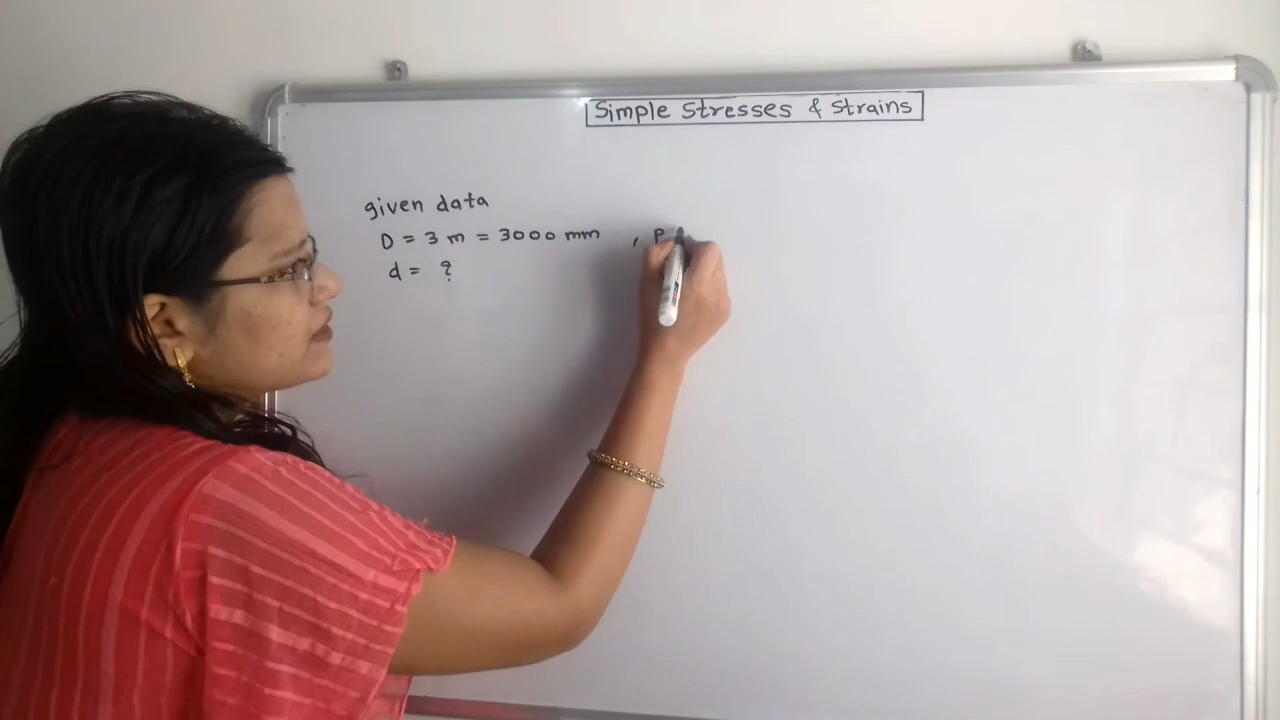 Simple Stresses & Strains
given data
D = 3 m = 3000 mm , P
d = ?